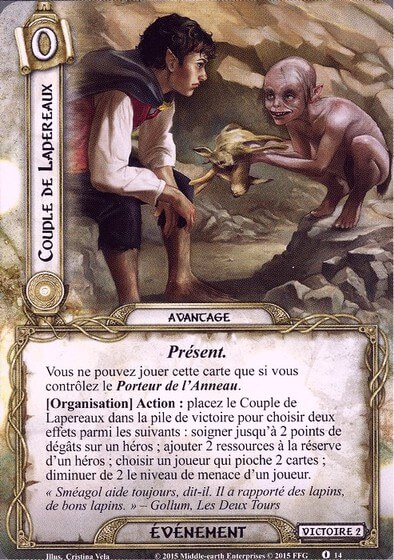 0
COUPLE DE LAPEREAUX
AVANTAGE
Présent.
Vous ne pouvez jouer cette carte que si vous
contrôlez le Porteur de l'Anneau.
[Organisation] Action : placez le Couple de
Lapereaux dans la pile de victoire pour choisir deux
effets parmi les suivants : soigner jusqu'à 2 points de
dégâts sur un héros ; ajouter 2 ressources à la réserve
d'un héros ; choisir un joueur qui pioche 2 cartes ;
diminuer de 2 le niveau de menace d'un joueur.
« Sméagol aide toujours, dit-il. Il a rapporté des lapins,
de bons lapins. » – Gollum, Les Deux Tours
ÉVÉNEMENT
VICTOIRE 2
Illus. Cristina Vela
© 2015 Middle-earth Enterprises © 2015 FFG
14